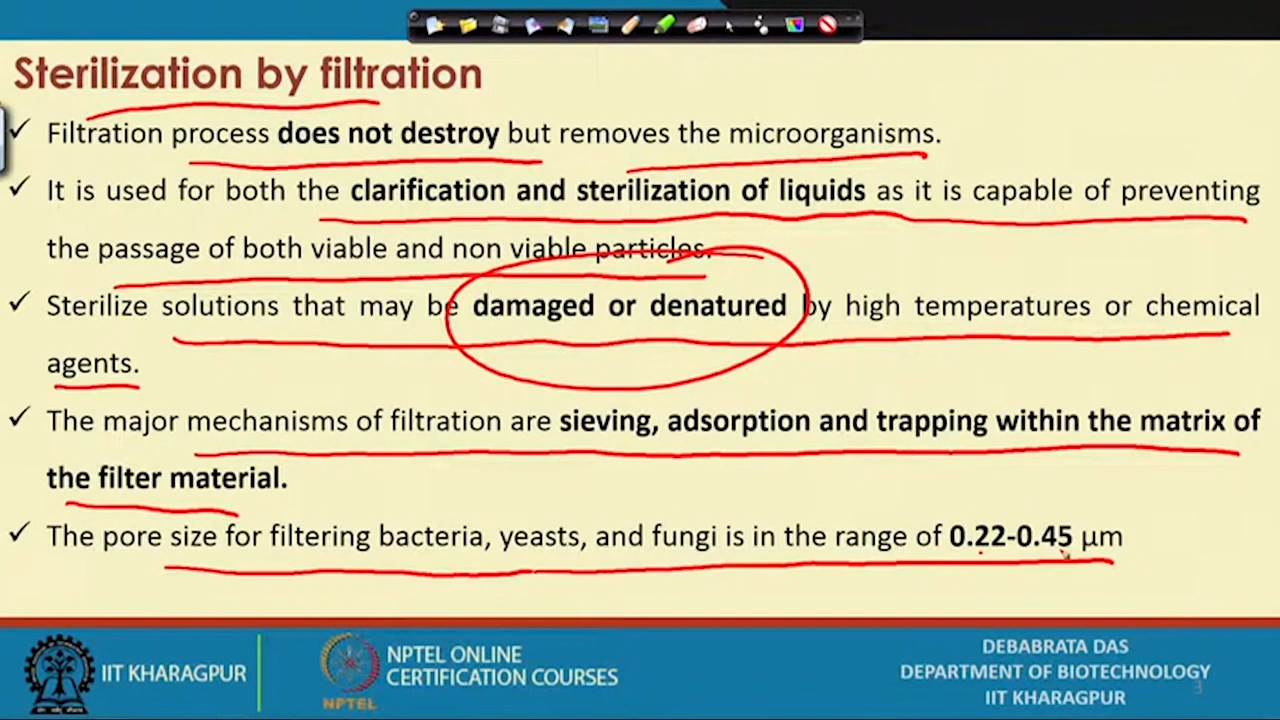 Sterilization by filtration
✓ Filtration process does not destroy but removes the microorganisms.
✓ It is used for both the clarification and sterilization of liquids as it is capable of preventing
the passage of both viable and non viable particles.
✓ Sterilize solutions that may be damaged or denatured by high temperatures or chemical
agents.
✓ The major mechanisms of filtration are sieving, adsorption and trapping within the matrix of
the filter material.
✓ The pore size for filtering bacteria, yeasts, and fungi is in the range of 0.22-0.45 μm
IIT KHARAGPUR
NPTEL
NPTEL ONLINE
CERTIFICATION COURSES
DEBABRATA DAS
DEPARTMENT OF BIOTECHNOLOGY
IIT KHARAGPUR
3